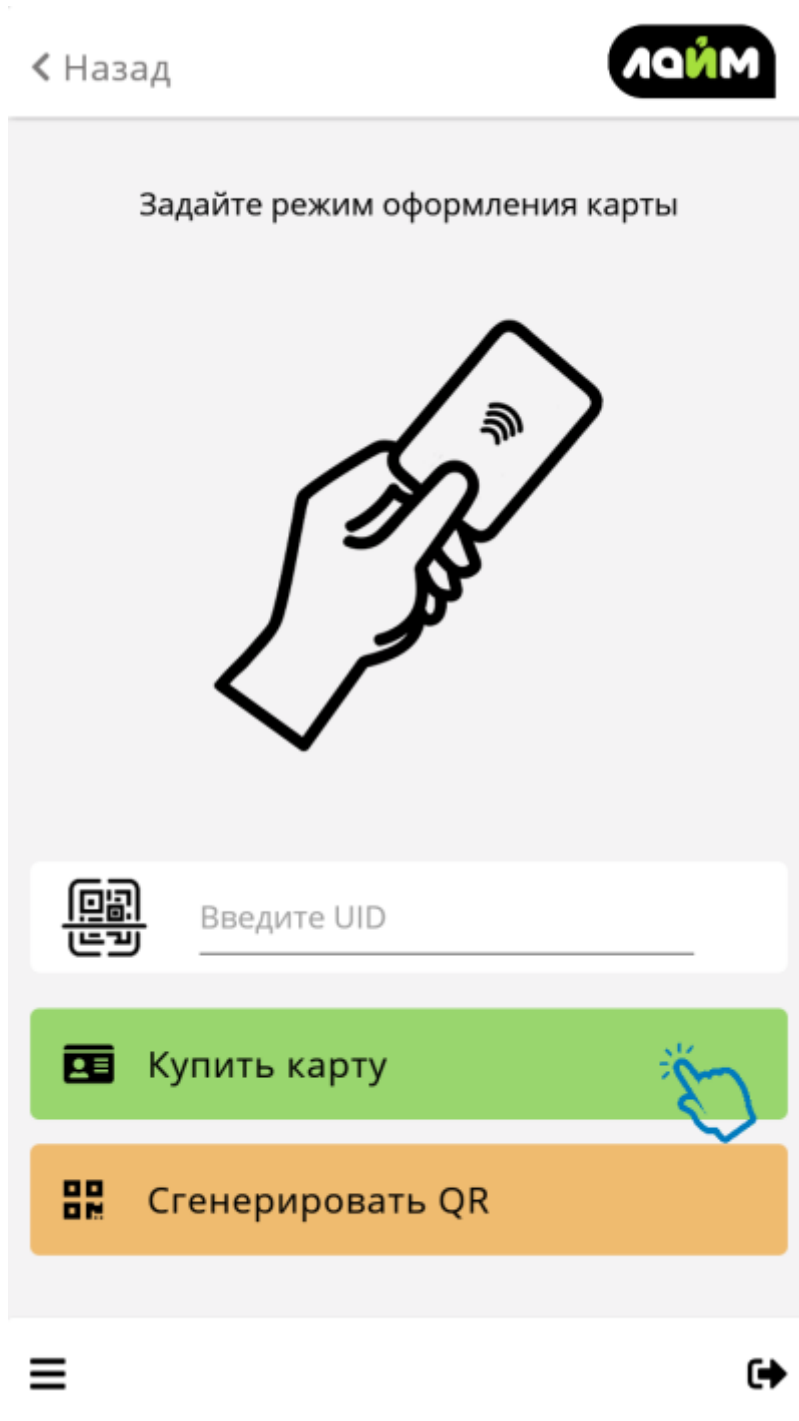 Назад
лайм
Задайте режим оформления карты
Введите UID
Купить карту
Сгенерировать QR